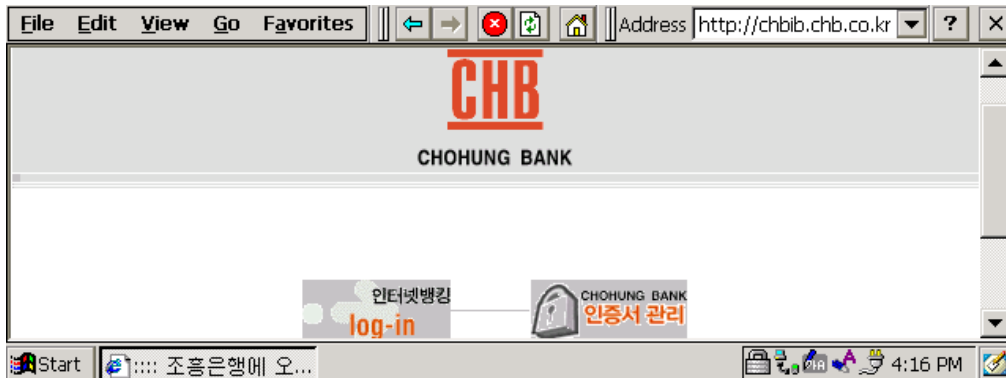 File Edit View Go Favorites Address http://chbib.chb.co.kr ?
CHB
CHOHUNG BANK
인터넷뱅킹
log-in
CHOHUNG BANK
인증서 관리
Start :::: 조흥은행에 오... 4:16 PM